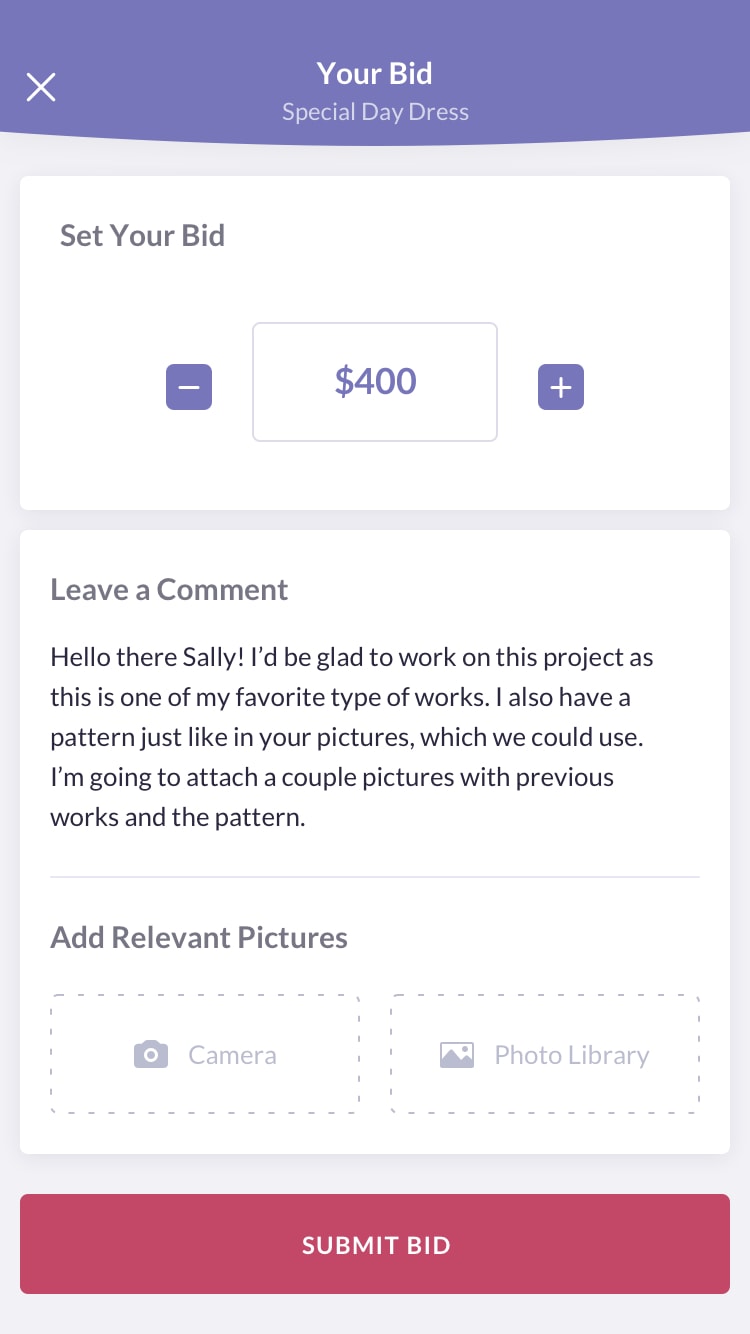 Your Bid
Special Day Dress
Set Your Bid
$400
Leave a Comment
Hello there Sally! I’d be glad to work on this project as
this is one of my favorite type of works. I also have a
pattern just like in your pictures, which we could use.
I’m going to attach a couple pictures with previous
works and the pattern.
Add Relevant Pictures
Camera
Photo Library
SUBMIT BID